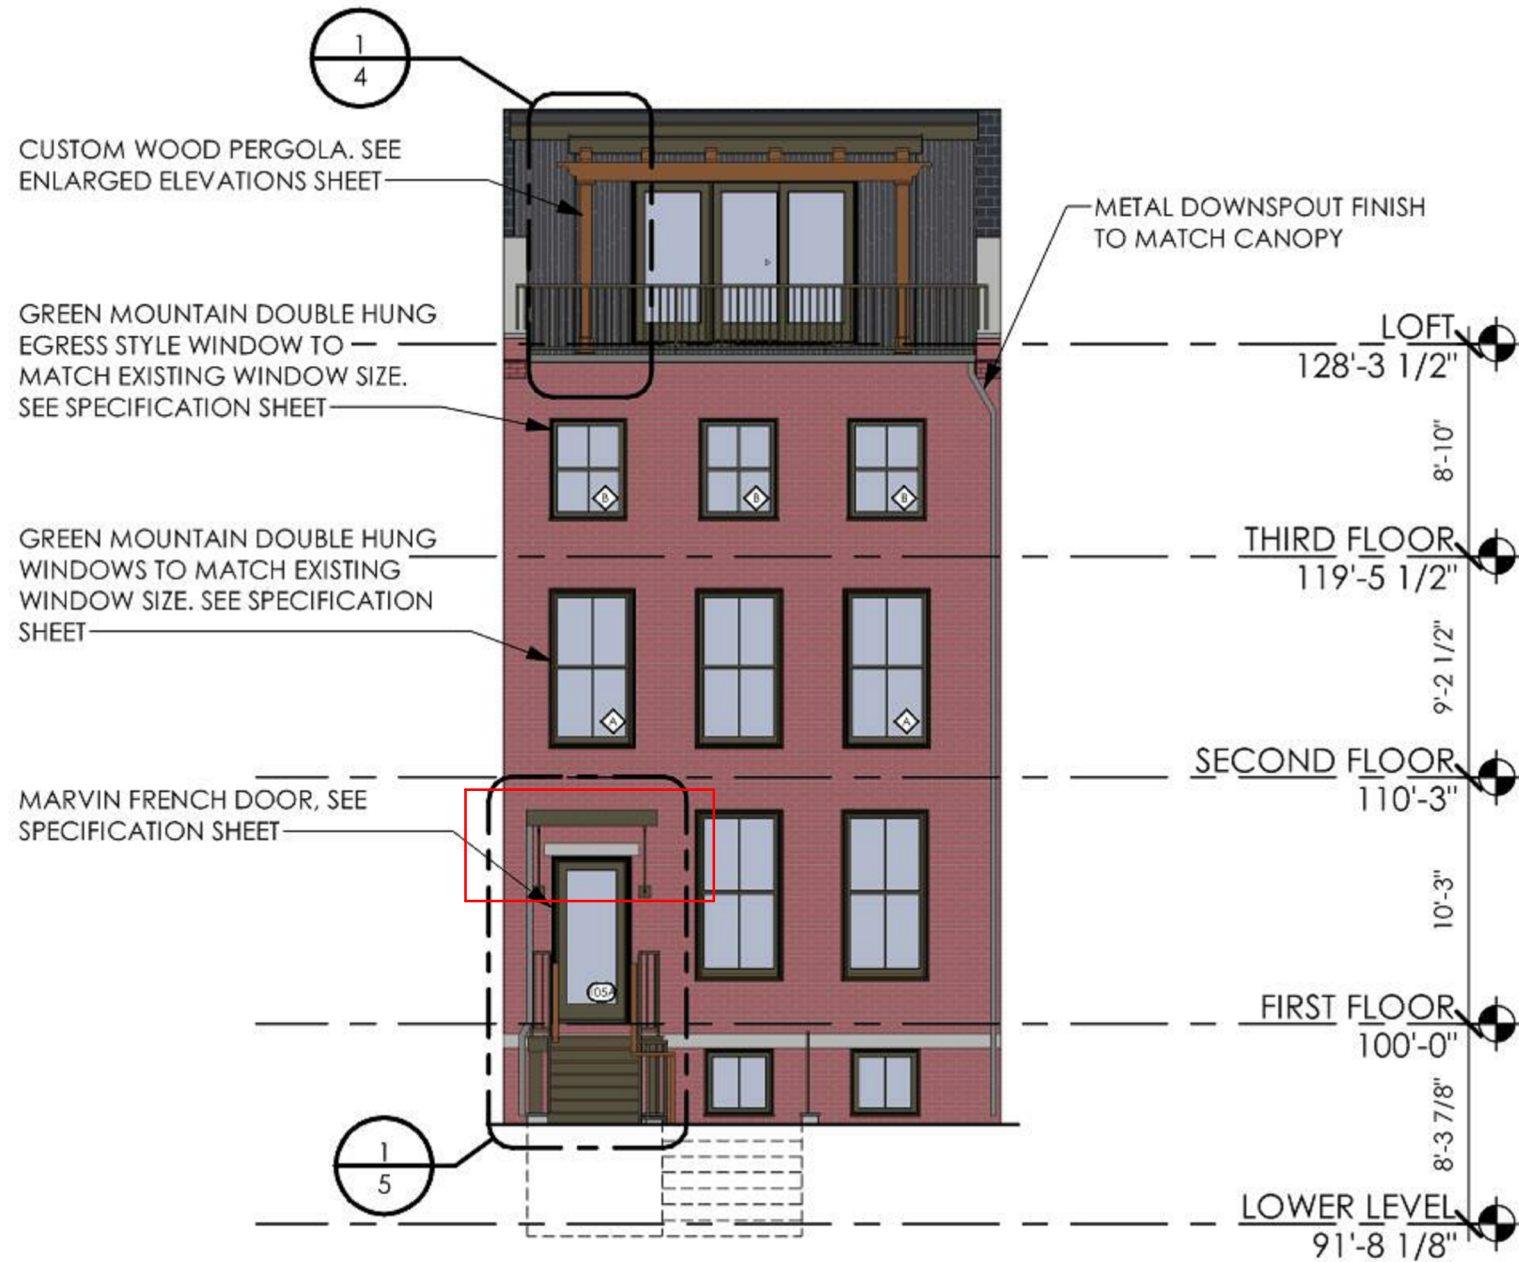 1
4
CUSTOM WOOD PERGOLA. SEE
ENLARGED ELEVATIONS SHEET
METAL DOWNSPOUT FINISH
TO MATCH CANOPY
GREEN MOUNTAIN DOUBLE HUNG
EGRESS STYLE WINDOW TO
MATCH EXISTING WINDOW SIZE.
SEE SPECIFICATION SHEET
LOFT
128'-3 1/2"
8'-10"
B
B
B
GREEN MOUNTAIN DOUBLE HUNG
WINDOWS TO MATCH EXISTING
WINDOW SIZE. SEE SPECIFICATION
SHEET
THIRD FLOOR
119'-5 1/2"
9'-2 1/2"
A
A
SECOND FLOOR
110'-3"
MARVIN FRENCH DOOR, SEE
SPECIFICATION SHEET
10'-3"
FIRST FLOOR
100'-0"
8'-3 7/8"
1
5
LOWER LEVEL
91'-8 1/8"